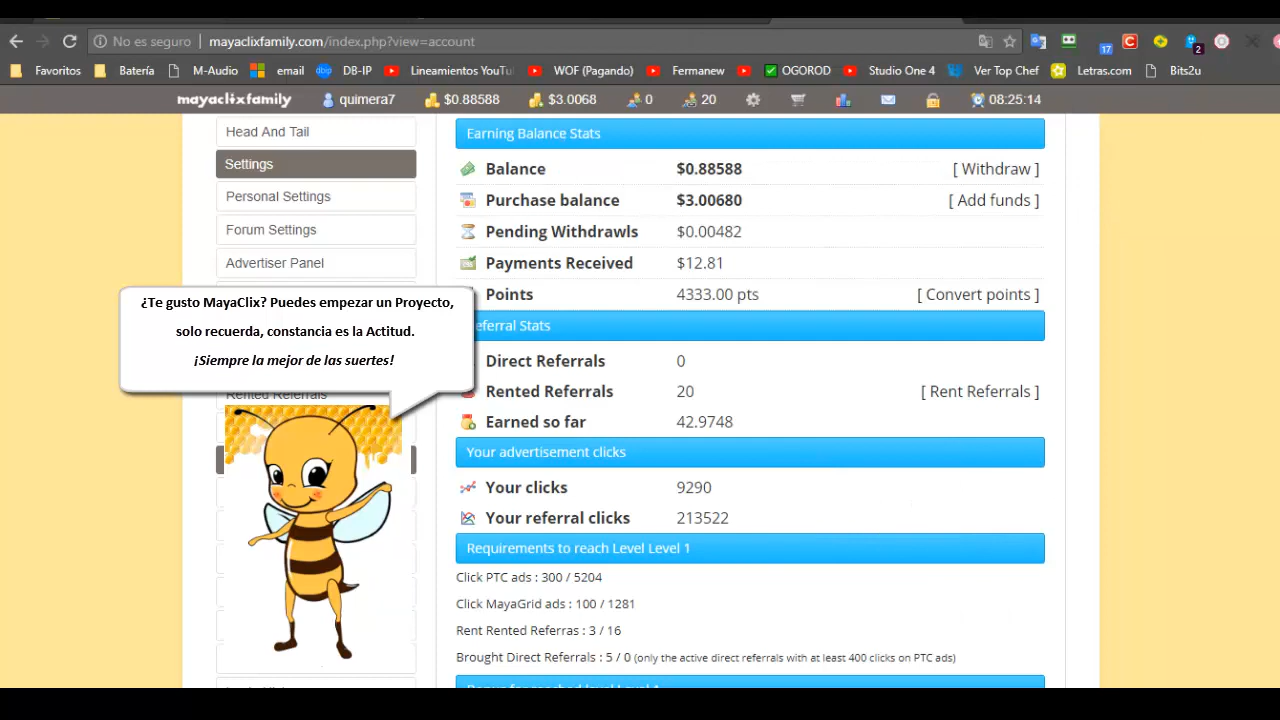 No es seguro | mayaclixfamily.com/index.php?view=account
17
2
Favoritos Batería M-Audio email DB-IP Lineamientos YouTu WOF (Pagando) Fermanew OGOROD Studio One 4 Ver Top Chef Letras.com Bits2u
mayaclixfamily quimera7 $0.88588 $3.0068 0 20 08:25:14
Head And Tail
Settings
Personal Settings
Forum Settings
Advertiser Panel
¿Te gusto MayaClix? Puedes empezar un Proyecto,
solo recuerda, constancia es la Actitud.
¡Siempre la mejor de las suertes!
Rented Referrals
Earning Balance Stats
Balance $0.88588 [ Withdraw ]
Purchase balance $3.00680 [ Add funds ]
Pending Withdrawls $0.00482
Payments Received $12.81
Points 4333.00 pts [ Convert points ]
eferral Stats
Direct Referrals 0
Rented Referrals 20 [ Rent Referrals ]
Earned so far 42.9748
Your advertisement clicks
Your clicks 9290
Your referral clicks 213522
Requirements to reach Level Level 1
Click PTC ads : 300 / 5204
Click MayaGrid ads : 100 / 1281
Rent Rented Referras : 3 / 16
Brought Direct Referrals : 5 / 0 (only the active direct referrals with at least 400 clicks on PTC ads)